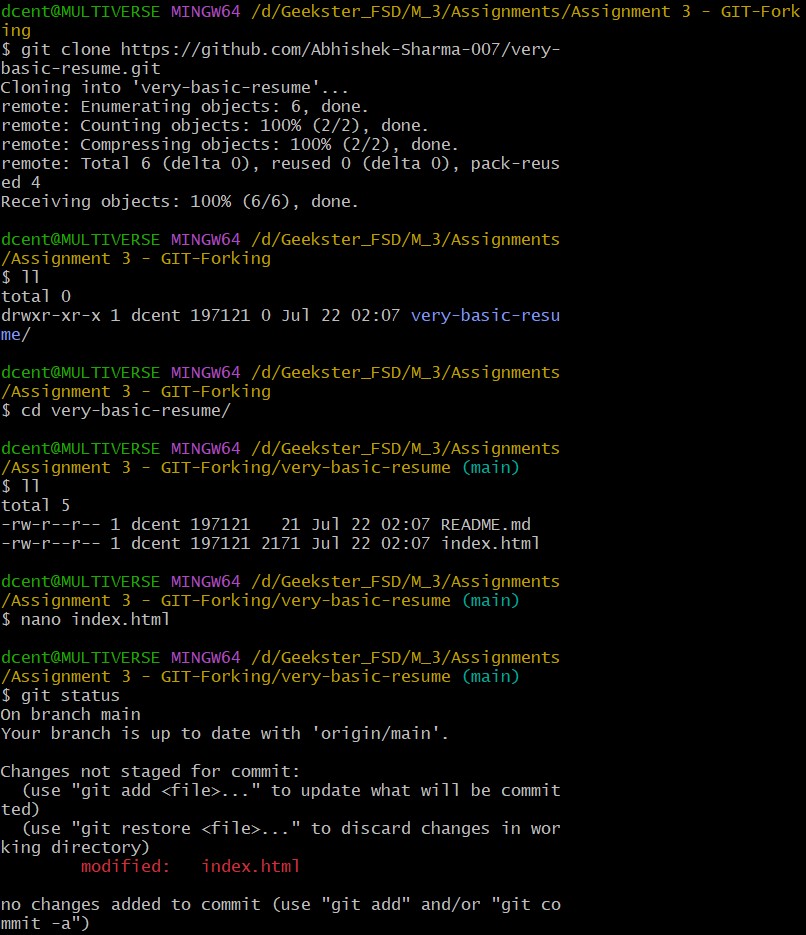 dcent@MULTIVERSE MINGW64 /d/Geekster_FSD/M_3/Assignments/Assignment 3 - GIT-Fork
ing
$ git clone https://github.com/Abhishek-Sharma-007/very-
basic-resume.git
Cloning into 'very-basic-resume'...
remote: Enumerating objects: 6, done.
remote: Counting objects: 100% (2/2), done.
remote: Compressing objects: 100% (2/2), done.
remote: Total 6 (delta 0), reused 0 (delta 0), pack-reus
ed 4
Receiving objects: 100% (6/6), done.

dcent@MULTIVERSE MINGW64 /d/Geekster_FSD/M_3/Assignments
/Assignment 3 - GIT-Forking
$ ll
total 0
drwxr-xr-x 1 dcent 197121 0 Jul 22 02:07 very-basic-resu
me/

dcent@MULTIVERSE MINGW64 /d/Geekster_FSD/M_3/Assignments
/Assignment 3 - GIT-Forking
$ cd very-basic-resume/

dcent@MULTIVERSE MINGW64 /d/Geekster_FSD/M_3/Assignments
/Assignment 3 - GIT-Forking/very-basic-resume (main)
$ ll
total 5
-rw-r--r-- 1 dcent 197121   21 Jul 22 02:07 README.md
-rw-r--r-- 1 dcent 197121 2171 Jul 22 02:07 index.html

dcent@MULTIVERSE MINGW64 /d/Geekster_FSD/M_3/Assignments
/Assignment 3 - GIT-Forking/very-basic-resume (main)
$ nano index.html

dcent@MULTIVERSE MINGW64 /d/Geekster_FSD/M_3/Assignments
/Assignment 3 - GIT-Forking/very-basic-resume (main)
$ git status
On branch main
Your branch is up to date with 'origin/main'.

Changes not staged for commit:
  (use "git add <file>..." to update what will be commit
ted)
  (use "git restore <file>..." to discard changes in wor
king directory)
        modified:   index.html

no changes added to commit (use "git add" and/or "git co
mmit -a")